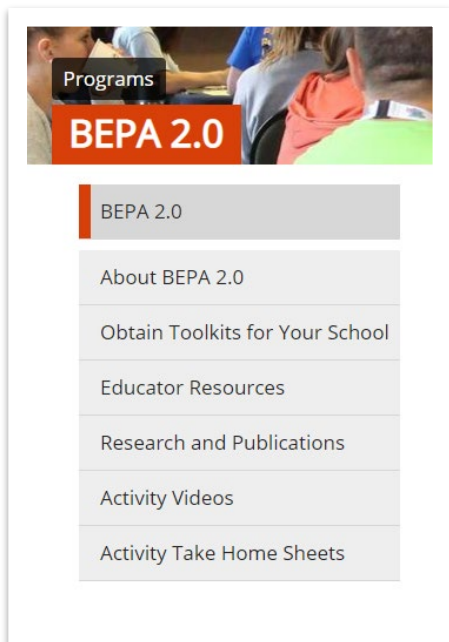 Programs
BEPA 2.0
BEPA 2.0
About BEPA 2.0
Obtain Toolkits for Your School
Educator Resources
Research and Publications
Activity Videos
Activity Take Home Sheets